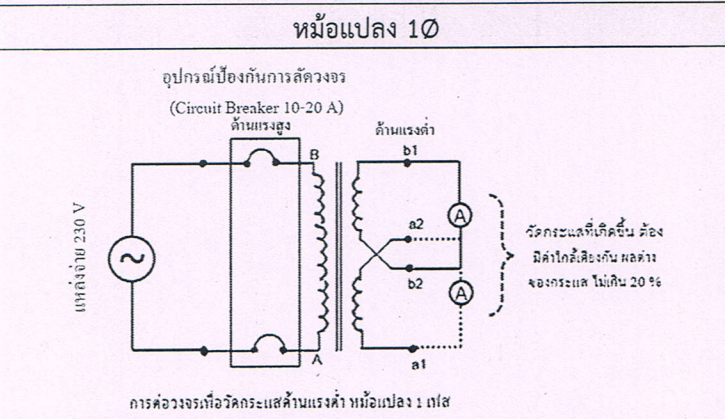 หม้อแปลง 1Ø
อุปกรณ์ป้องกันการลัดวงจร
(Circuit Breaker 10-20 A)
ด้านแรงสูง
ด้านแรงต่ำ
B
b1
A
a2
แหล่งจ่าย 230 V
~
b2
A
A
a1
วัดกระแสที่เกิดขึ้น ต้อง
มีค่าใกล้เคียงกัน ผลต่าง
ของกระแส ไม่เกิน 20 %
การต่อวงจรเพื่อวัดกระแสด้านแรงต่ำ หม้อแปลง 1 เฟส